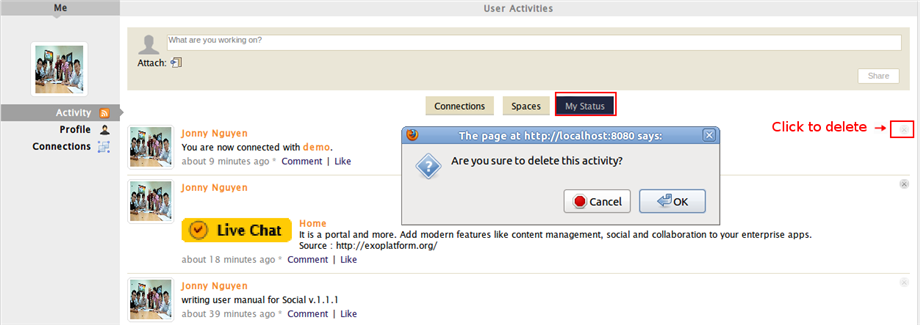 Me
User Activities
What are you working on?
Attach:
Share
Connections
Spaces
My Status
Activity
Profile
Connections
Click to delete →
Jonny Nguyen
You are now connected with demo.
about 9 minutes ago * Comment | Like
The page at http://localhost:8080 says:
Are you sure to delete this activity?
Cancel
OK
Jonny Nguyen
Live Chat
Home
It is a portal and more. Add modern features like content management, social and collaboration to your enterprise apps.
Source : http://exoplatform.org/
about 18 minutes ago * Comment | Like
Jonny Nguyen
writing user manual for Social v.1.1.1
about 39 minutes ago * Comment | Like